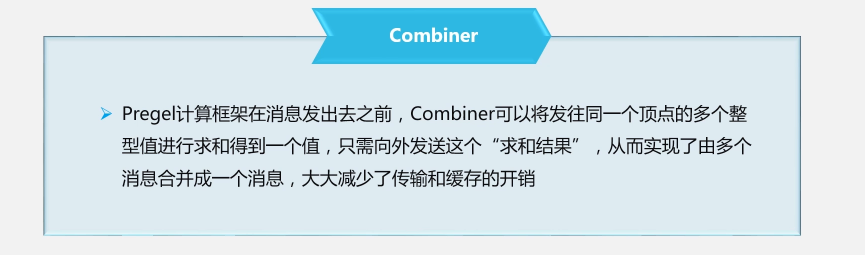 Combiner
Pregel计算框架在消息发出去之前，Combiner可以将发往同一个顶点的多个整
型值进行求和得到一个值，只需向外发送这个“求和结果”，从而实现了由多个
消息合并成一个消息，大大减少了传输和缓存的开销